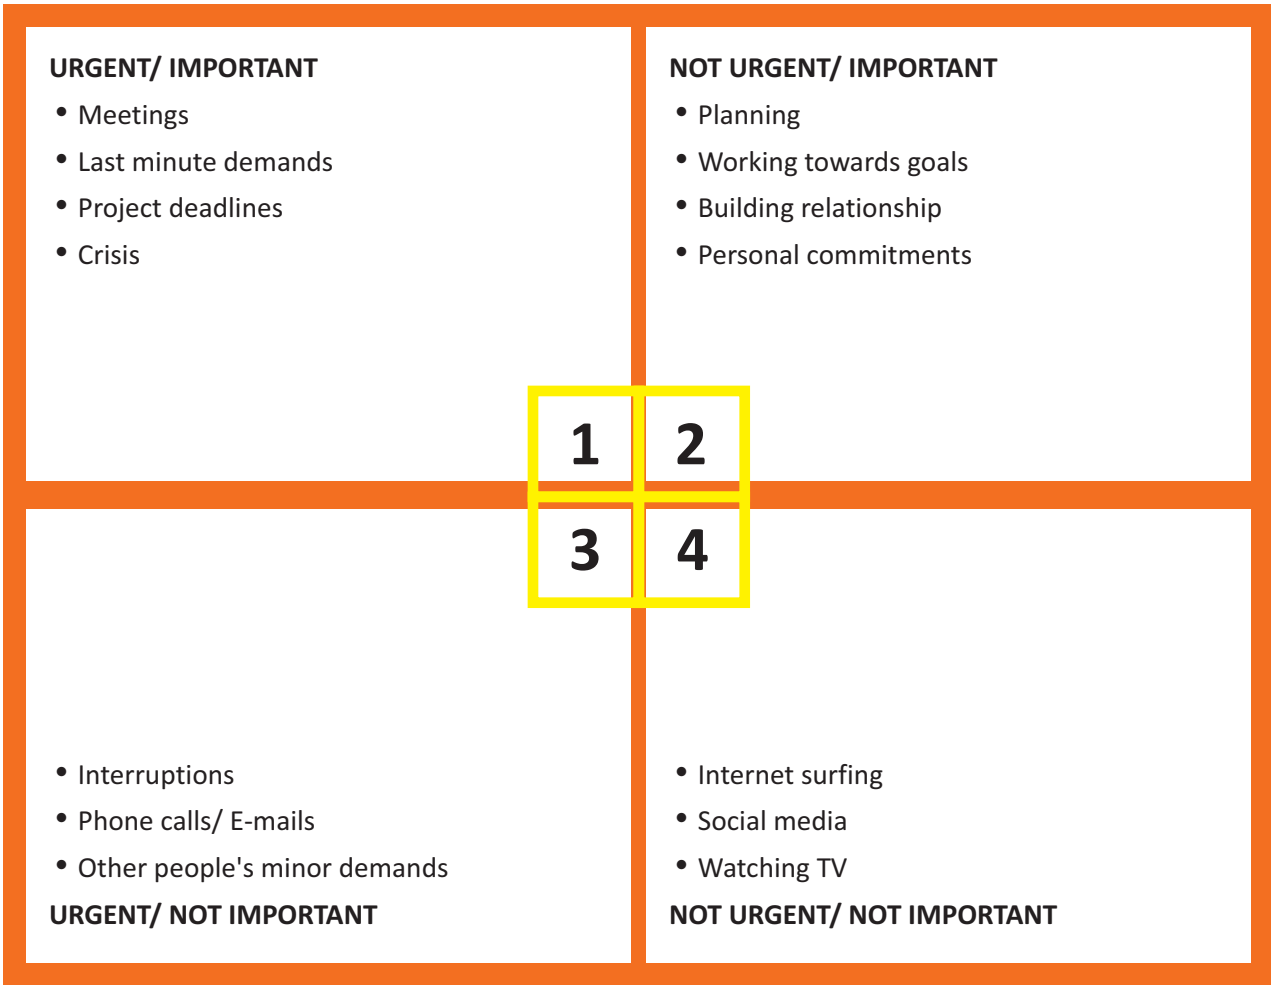 URGENT/ IMPORTANT
• Meetings
• Last minute demands
• Project deadlines
• Crisis
NOT URGENT/ IMPORTANT
• Planning
• Working towards goals
• Building relationship
• Personal commitments
1
2
3
4
• Interruptions
• Phone calls/ E-mails
• Other people's minor demands
URGENT/ NOT IMPORTANT
• Internet surfing
• Social media
• Watching TV
NOT URGENT/ NOT IMPORTANT